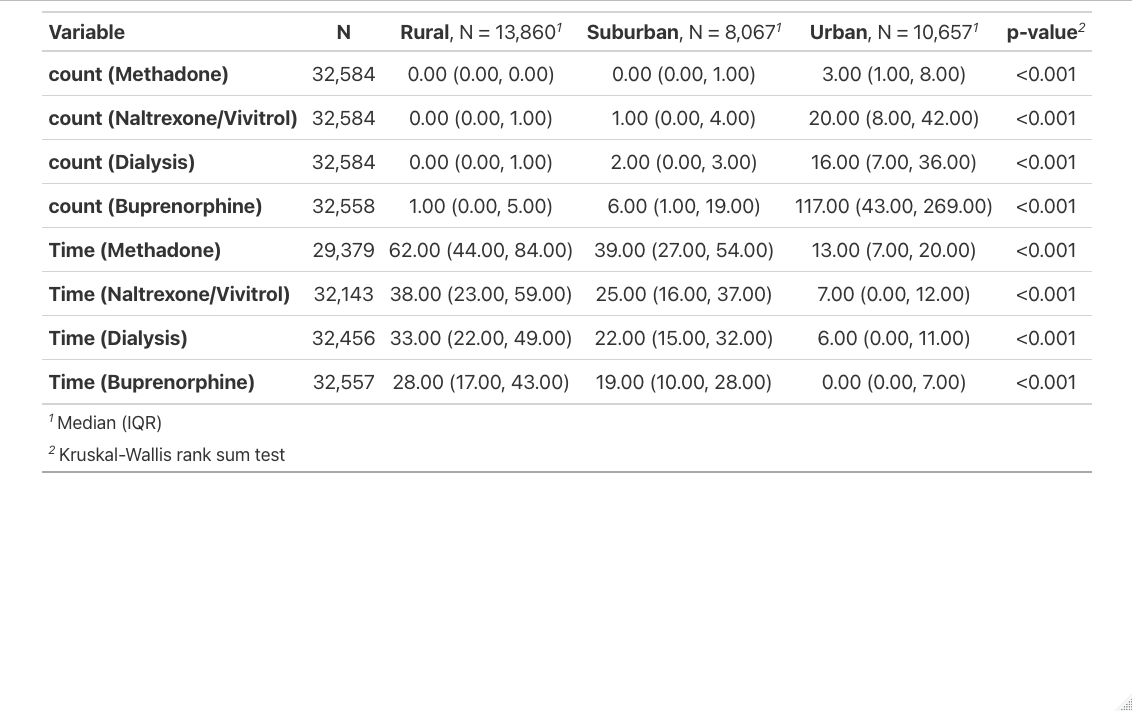 Variable N Rural, N = 13,860¹ Suburban, N = 8,067¹ Urban, N = 10,657¹ p-value²
count (Methadone) 32,584 0.00 (0.00, 0.00) 0.00 (0.00, 1.00) 3.00 (1.00, 8.00) <0.001
count (Naltrexone/Vivitrol) 32,584 0.00 (0.00, 1.00) 1.00 (0.00, 4.00) 20.00 (8.00, 42.00) <0.001
count (Dialysis) 32,584 0.00 (0.00, 1.00) 2.00 (0.00, 3.00) 16.00 (7.00, 36.00) <0.001
count (Buprenorphine) 32,558 1.00 (0.00, 5.00) 6.00 (1.00, 19.00) 117.00 (43.00, 269.00) <0.001
Time (Methadone) 29,379 62.00 (44.00, 84.00) 39.00 (27.00, 54.00) 13.00 (7.00, 20.00) <0.001
Time (Naltrexone/Vivitrol) 32,143 38.00 (23.00, 59.00) 25.00 (16.00, 37.00) 7.00 (0.00, 12.00) <0.001
Time (Dialysis) 32,456 33.00 (22.00, 49.00) 22.00 (15.00, 32.00) 6.00 (0.00, 11.00) <0.001
Time (Buprenorphine) 32,557 28.00 (17.00, 43.00) 19.00 (10.00, 28.00) 0.00 (0.00, 7.00) <0.001
¹ Median (IQR)
² Kruskal-Wallis rank sum test